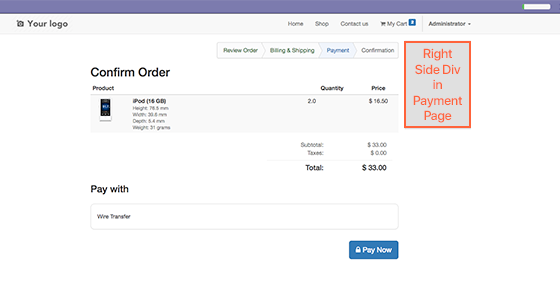 Your logo
Home Shop Contact us My Cart 2 Administrator
Review Order Billing & Shipping Payment Confirmation
Right
Side Div
in
Payment
Page
Confirm Order
Product Quantity Price
iPod (16 GB) 2.0 $ 16.50
Height: 76.5 mm
Width: 39.6 mm
Depth: 5.4 mm
Weight: 31 grams
Subtotal: $ 33.00
Taxes: $ 0.00
Total: $ 33.00
Pay with
Wire Transfer
Pay Now